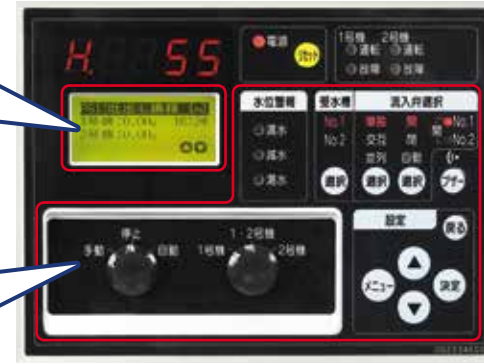 H. 55
電源
リセット
1号機 2号機
運転 運転
故障 故障
水位警報
満水
減水
漏水
受水槽
No.1
No.2
選択
流入弁選択
単独 開
交互 閉
並列 自動
選択 選択
No.1
開
No.2
ブザー
手動 停止 自動
1号機 1・2号機 2号機
設定
戻る
メニュー
決定